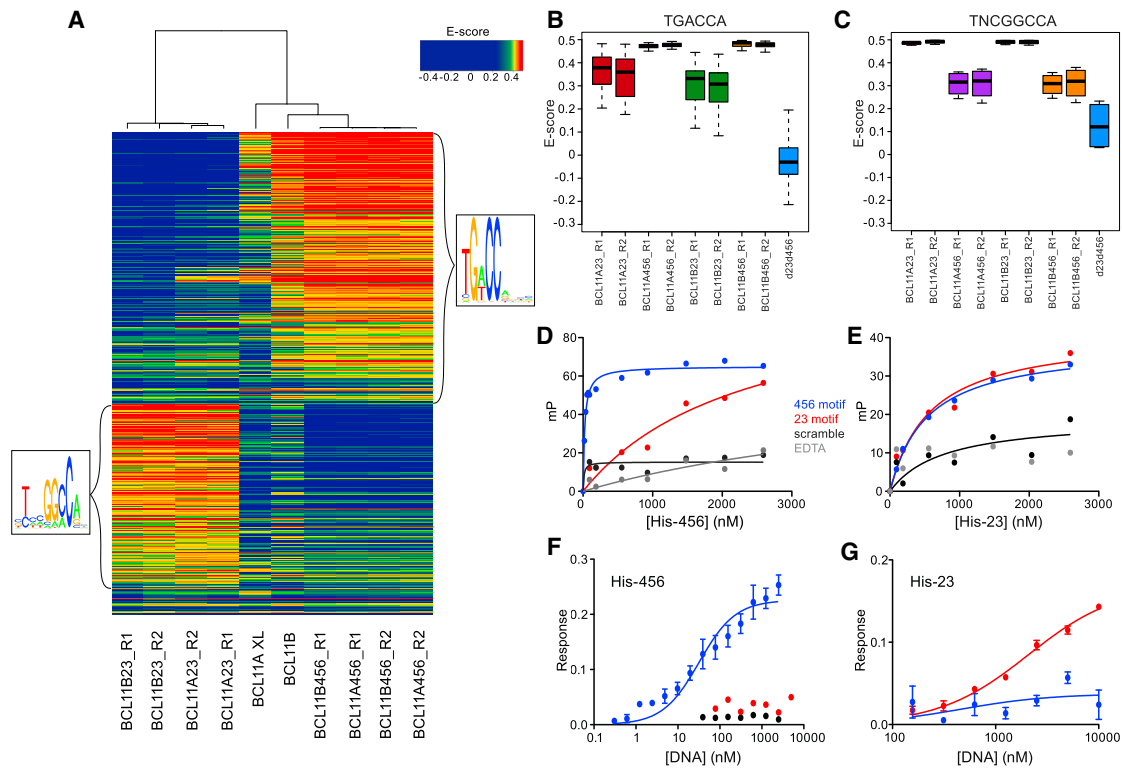 A
E-score
-0.4 -0.2 0 0.2 0.4
BCL11B23_R1
BCL11B23_R2
BCL11A23_R2
BCL11A23_R1
BCL11A XL
BCL11B
BCL11B456_R1
BCL11A456_R1
BCL11B456_R2
BCL11A456_R2
B
TGACCA
E-score
0.5
0.4
0.3
0.2
0.1
0
-0.1
-0.2
-0.3
BCL11A23_R1
BCL11A23_R2
BCL11A456_R1
BCL11A456_R2
BCL11B23_R1
BCL11B23_R2
BCL11B456_R1
BCL11B456_R2
d23d456
C
TNCGGCCA
E-score
0.5
0.4
0.3
0.2
0.1
0
-0.1
-0.2
-0.3
BCL11A23_R1
BCL11A23_R2
BCL11A456_R1
BCL11A456_R2
BCL11B23_R1
BCL11B23_R2
BCL11B456_R1
BCL11B456_R2
d23d456
D
mP
80
60
40
20
0
0 1000 2000 3000
[His-456] (nM)
456 motif
23 motif
scramble
EDTA
E
mP
40
30
20
10
0
0 1000 2000 3000
[His-23] (nM)
F
His-456
Response
0.3
0.2
0.1
0.0
0.1 1 10 100 1000 10000
[DNA] (nM)
G
His-23
Response
0.2
0.1
0.0
100 1000 10000
[DNA] (nM)